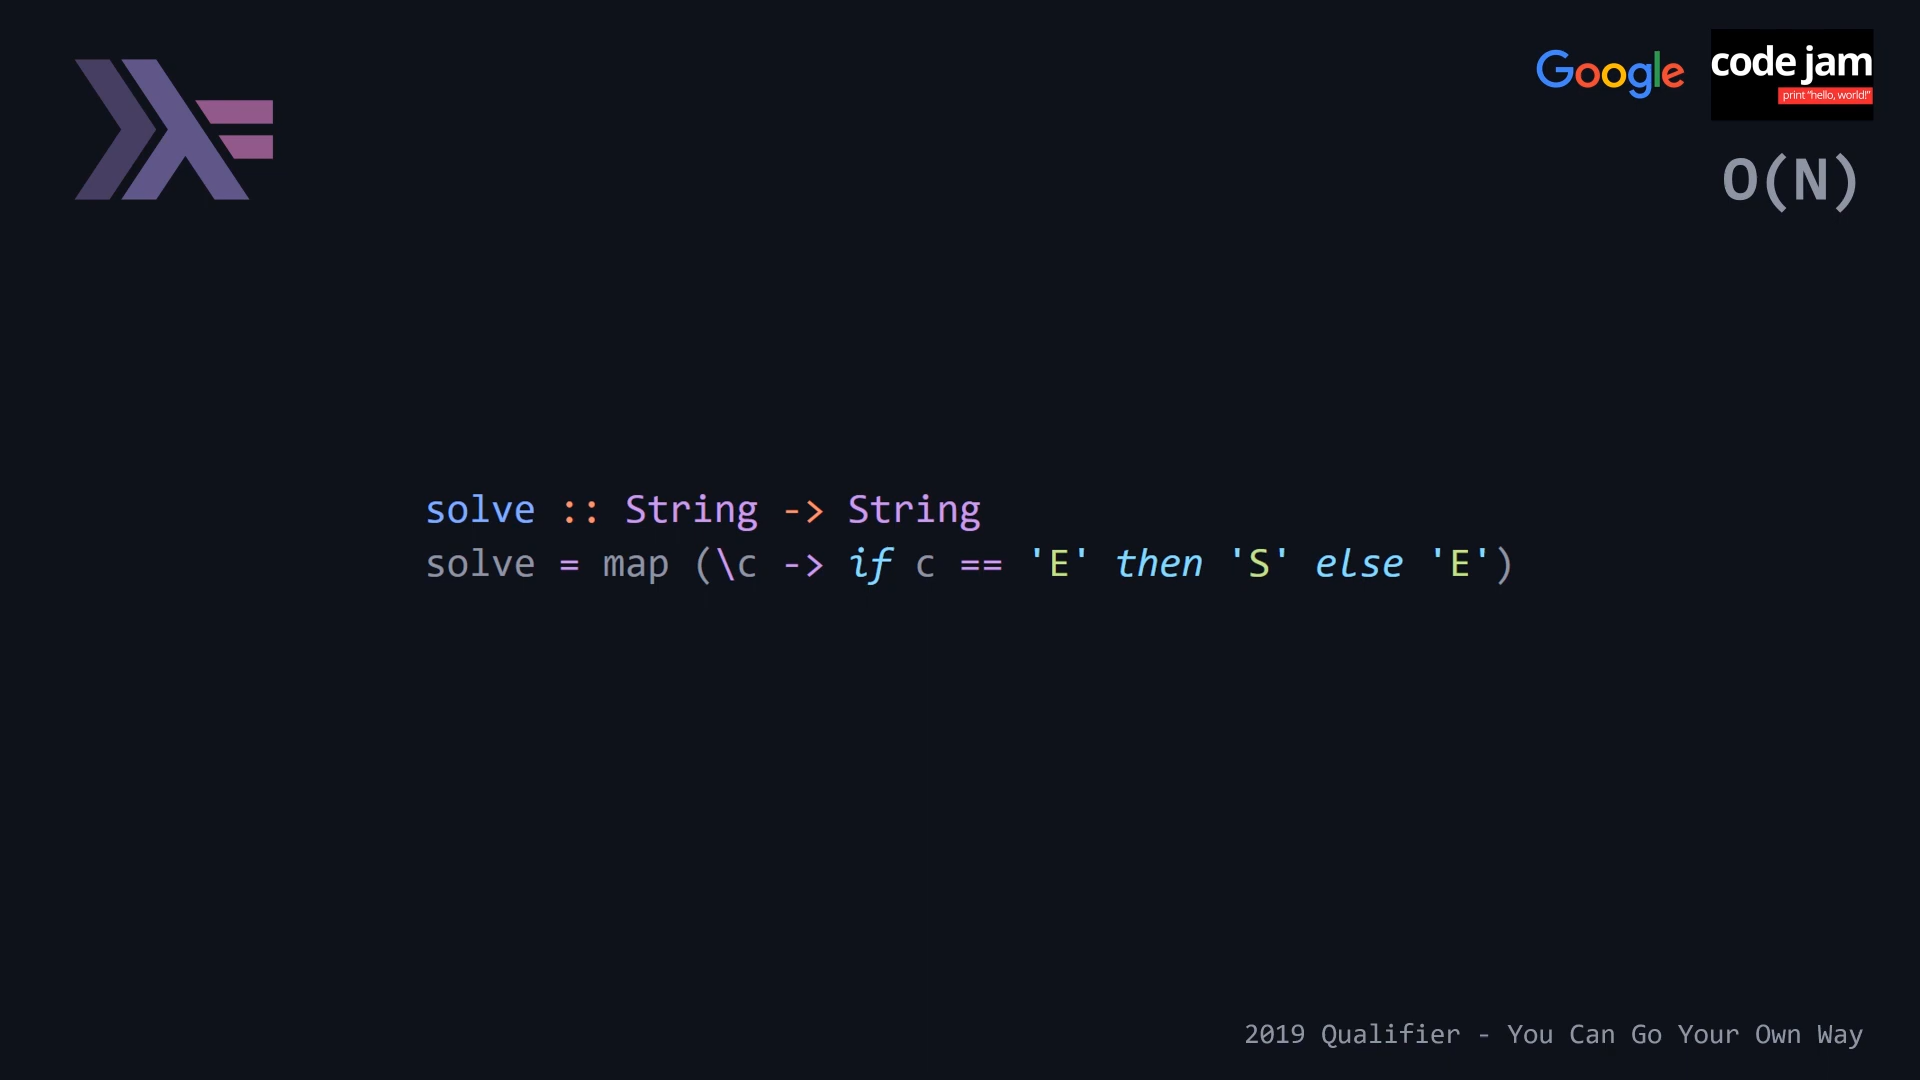 Google
code jam
print "hello, world!"
O(N)
solve :: String -> String
solve = map (\c -> if c == 'E' then 'S' else 'E')
2019 Qualifier - You Can Go Your Own Way